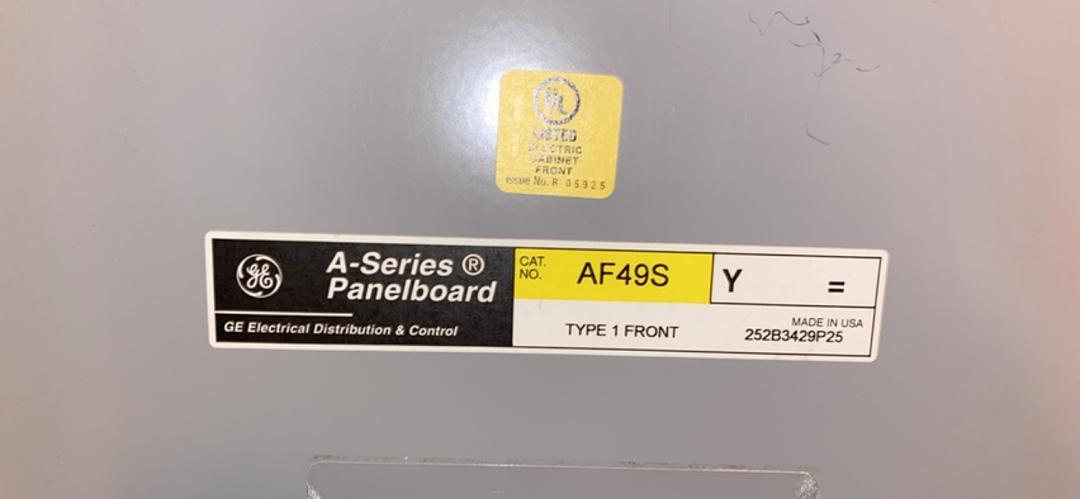 UL
LISTED
ELECTRIC
CABINET
FRONT
Issue No. R 05925
GE
A-Series ®
Panelboard
GE Electrical Distribution & Control
CAT.
NO.
AF49S
Y =
TYPE 1 FRONT
MADE IN USA
252B3429P25